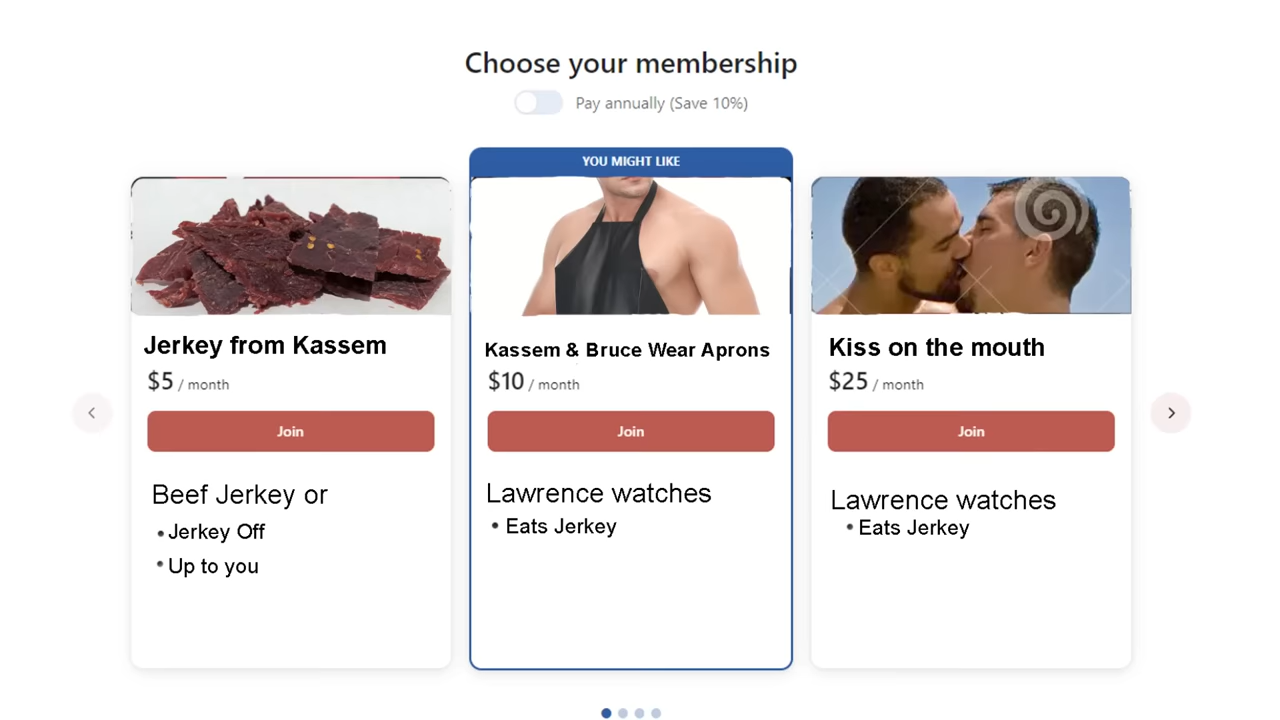 Choose your membership
Pay annually (Save 10%)
YOU MIGHT LIKE
Jerkey from Kassem
$5 / month
Join
Beef Jerkey or
• Jerkey Off
• Up to you
Kassem & Bruce Wear Aprons
$10 / month
Join
Lawrence watches
• Eats Jerkey
Kiss on the mouth
$25 / month
Join
Lawrence watches
• Eats Jerkey